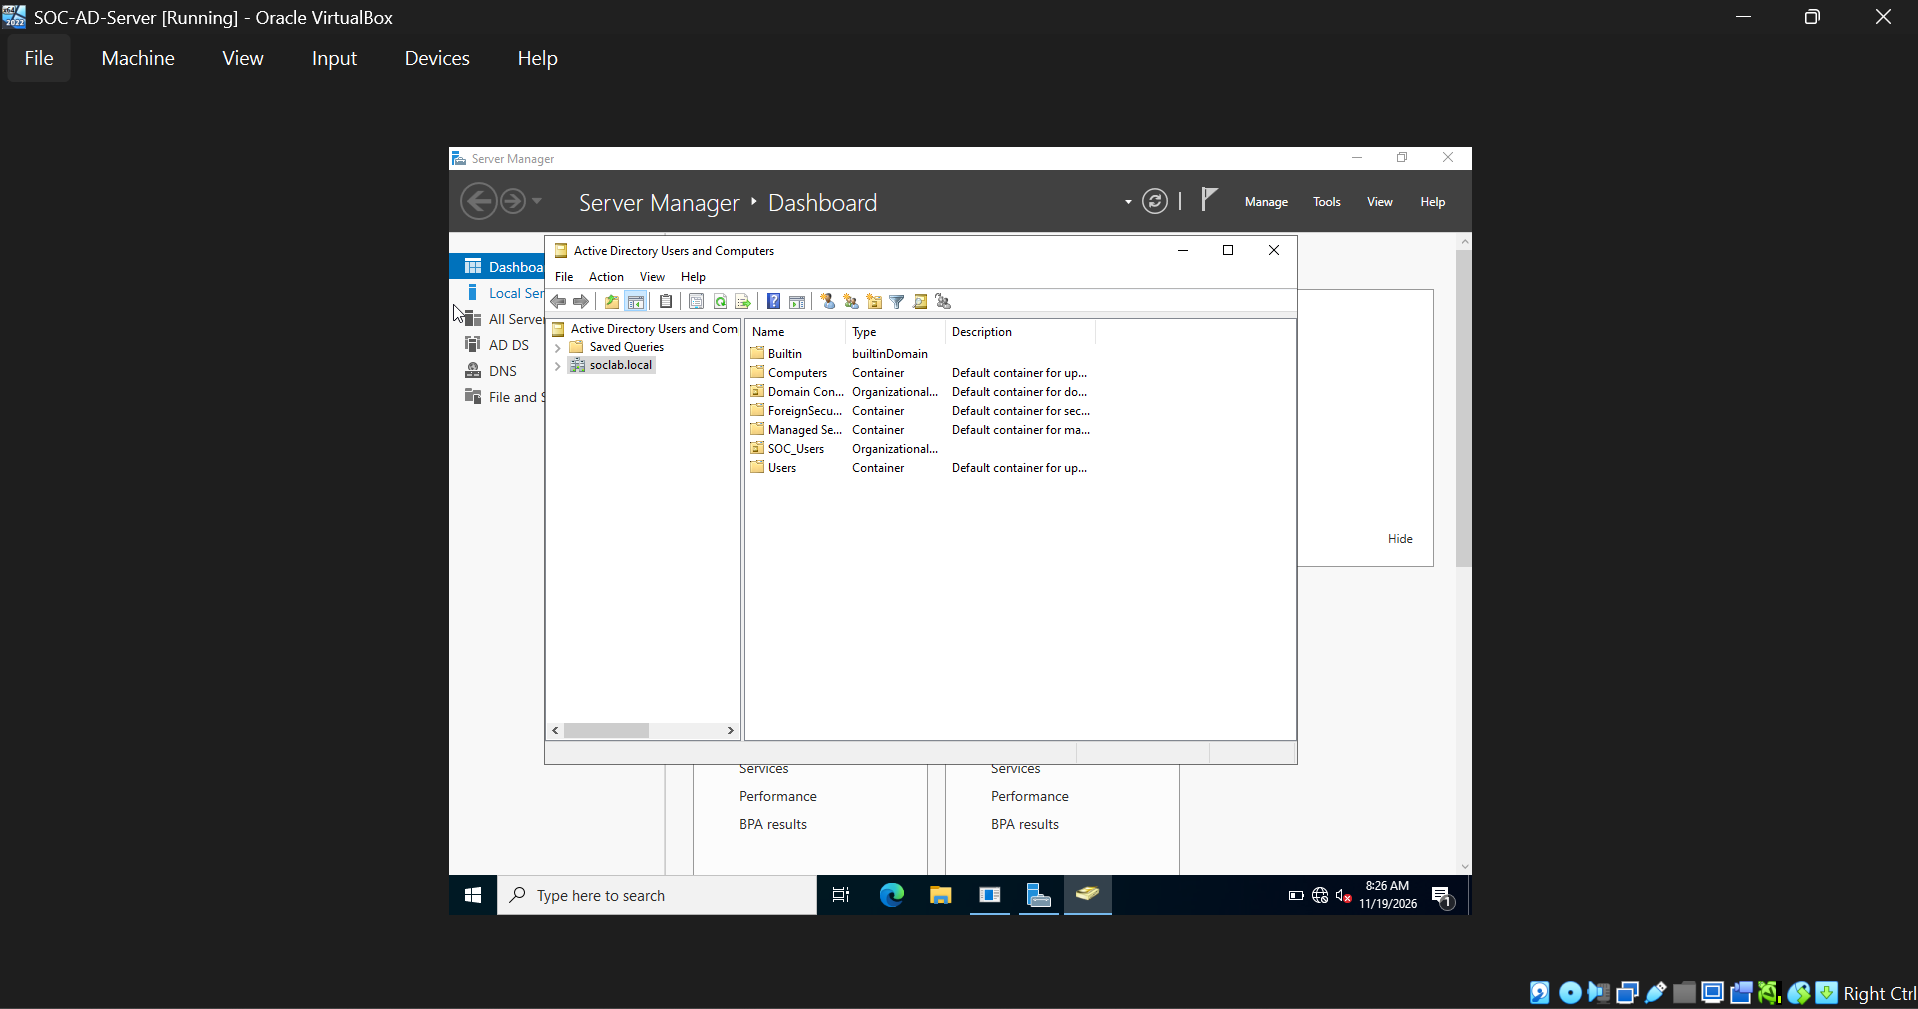 SOC-AD-Server [Running] - Oracle VirtualBox
File Machine View Input Devices Help
Server Manager
Server Manager Dashboard
Manage Tools View Help
Dashboa
Local Ser
All Server
AD DS
DNS
File and S
Active Directory Users and Computers
File Action View Help
Active Directory Users and Com
Saved Queries
soclab.local
Name Type Description
Builtin builtinDomain
Computers Container Default container for up...
Domain Con... Organizational... Default container for do...
ForeignSecu... Container Default container for sec...
Managed Se... Container Default container for ma...
SOC_Users Organizational...
Users Container Default container for up...
Hide
Services Services
Performance Performance
BPA results BPA results
Type here to search
8:26 AM
11/19/2026
1
Right Ctrl